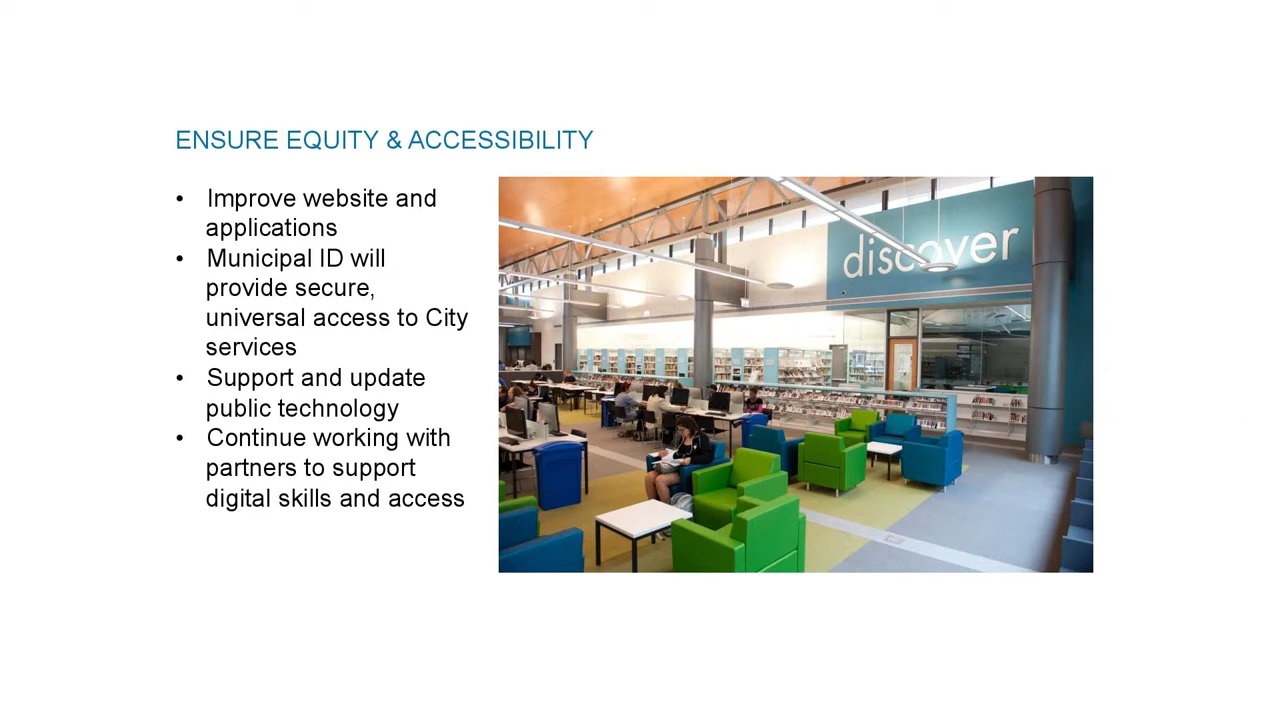 ENSURE EQUITY & ACCESSIBILITY
• Improve website and
applications
• Municipal ID will
provide secure,
universal access to City
services
• Support and update
public technology
• Continue working with
partners to support
digital skills and access
discover